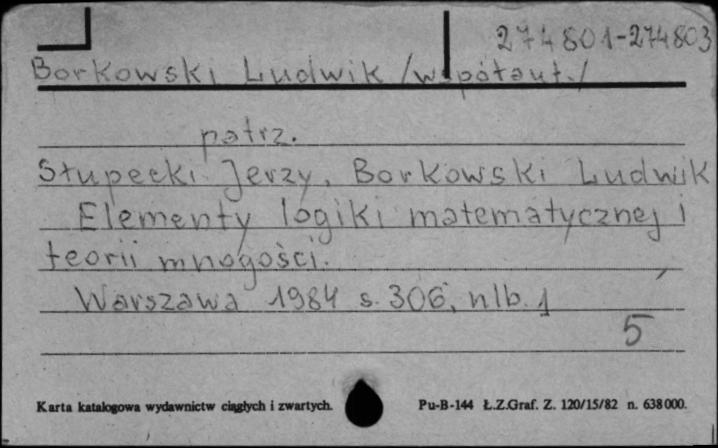 274801-274803
Borkowski Ludwik /współaut./
patrz.
Słupecki Jerzy, Borkowski Ludwik
Elementy logiki matematycznej i
teorii mnogości.
Warszawa 1984 s. 306, nlb. 1
5
Karta katalogowa wydawnictw ciągłych i zwartych. Pu-B-144 Ł.Z.Graf. Z. 120/15/82 n. 638000.